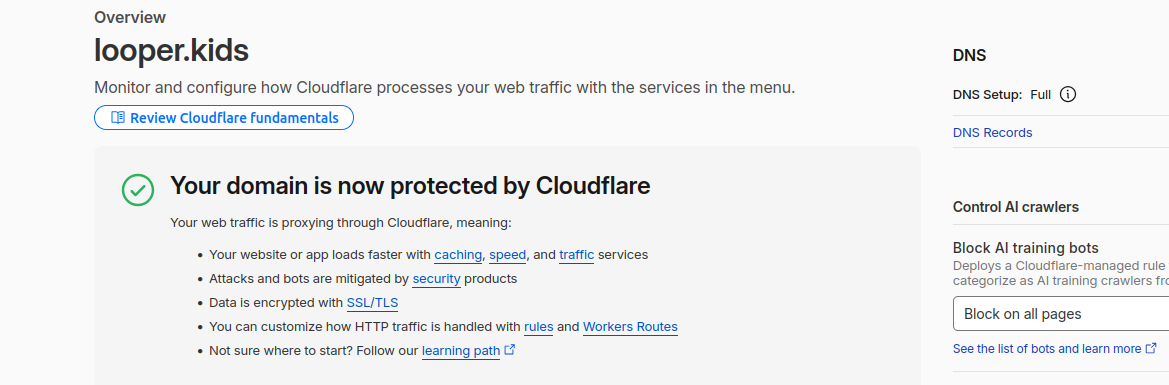 Overview
looper.kids
Monitor and configure how Cloudflare processes your web traffic with the services in the menu.
Review Cloudflare fundamentals
Your domain is now protected by Cloudflare
Your web traffic is proxying through Cloudflare, meaning:
• Your website or app loads faster with caching, speed, and traffic services
• Attacks and bots are mitigated by security products
• Data is encrypted with SSL/TLS
• You can customize how HTTP traffic is handled with rules and Workers Routes
• Not sure where to start? Follow our learning path
DNS
DNS Setup: Full
DNS Records
Control AI crawlers
Block AI training bots
Deploys a Cloudflare-managed rule
categorize as AI training crawlers
Block on all pages
See the list of bots and learn more